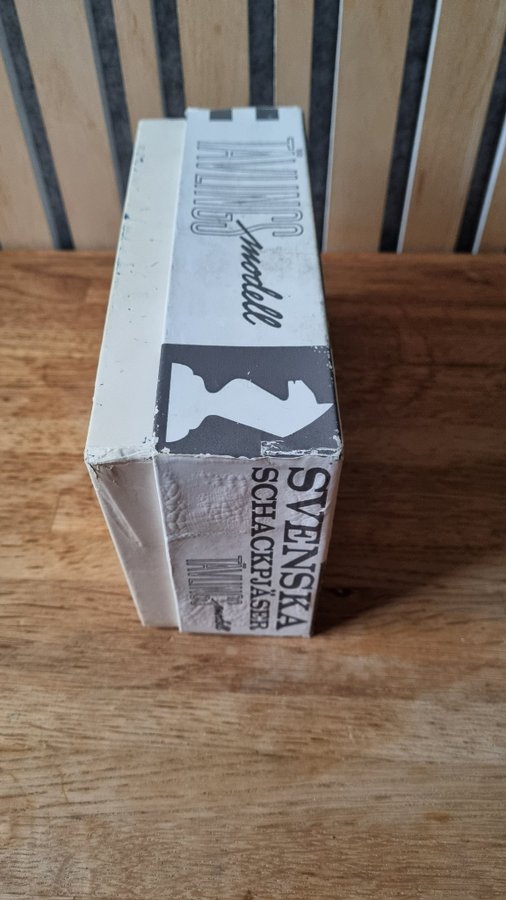 TÄVLINGS
modell
SVENSKA
SCHACKPJÄSER
TÄVLINGS
modell